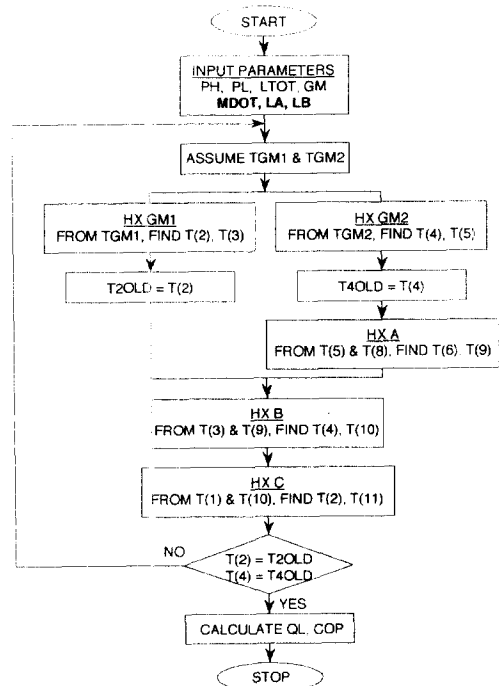 START
INPUT PARAMETERS
PH, PL, LTOT, GM
MDOT, LA, LB
ASSUME TGM1 & TGM2
HX GM1
FROM TGM1, FIND T(2), T(3)
T2OLD = T(2)
HX GM2
FROM TGM2, FIND T(4), T(5)
T4OLD = T(4)
HX A
FROM T(5) & T(8), FIND T(6), T(9)
HX B
FROM T(3) & T(9), FIND T(4), T(10)
HX C
FROM T(1) & T(10), FIND T(2), T(11)
NO
T(2) = T2OLD
T(4) = T4OLD
YES
CALCULATE QL, COP
STOP